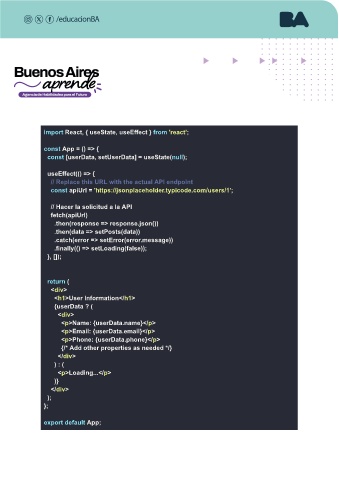 /educacionBA
BA
Buenos Aires
aprende
Agencia de Habilidades para el Futuro
import React, { useState, useEffect } from 'react';
const App = () => {
const [userData, setUserData] = useState(null);
useEffect(() => {
// Replace this URL with the actual API endpoint
const apiUrl = 'https://jsonplaceholder.typicode.com/users/1';
// Hacer la solicitud a la API
fetch(apiUrl)
.then(response => response.json())
.then(data => setPosts(data))
.catch(error => setError(error.message))
.finally(() => setLoading(false));
}, []);
return (
<div>
<h1>User Information</h1>
{userData ? (
<div>
<p>Name: {userData.name}</p>
<p>Email: {userData.email}</p>
<p>Phone: {userData.phone}</p>
{/* Add other properties as needed */}
</div>
) : (
<p>Loading...</p>
)}
</div>
);
};
export default App;